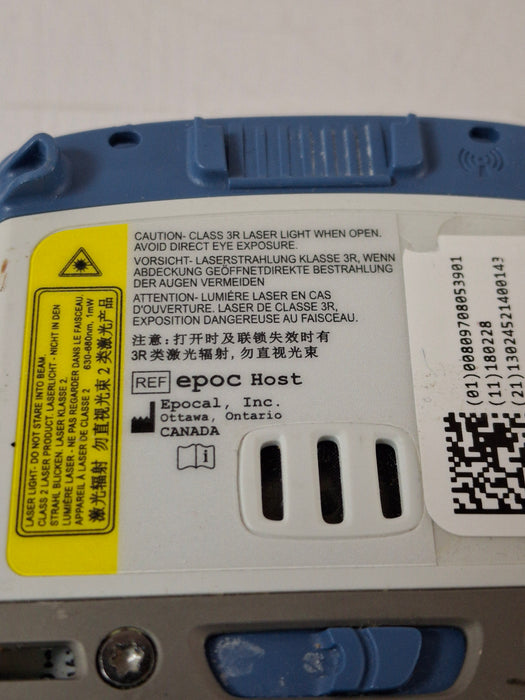 CAUTION- CLASS 3R LASER LIGHT WHEN OPEN.
AVOID DIRECT EYE EXPOSURE.
VORSICHT- LASERSTRAHLUNG KLASSE 3R, WENN
ABDECKUNG GEÖFFNETDIREKTE BESTRAHLUNG
DER AUGEN VERMEIDEN
ATTENTION- LUMIÈRE LASER EN CAS
D'OUVERTURE. LASER DE CLASSE 3R,
EXPOSITION DANGEREUSE AU FAISCEAU.
注意: 打开时及联锁失效时有
3R类激光辐射, 勿直视光束
REF epoc Host
Epocal, Inc.
Ottawa, Ontario
CANADA
LASER LIGHT- DO NOT STARE INTO BEAM.
CLASS 2 LASER PRODUCT. LASERLICHT - NICHT IN DEN
STRAHL BLICKEN. LASER KLASSE 2.
LUMIÈRE LASER - NE PAS REGARDER DANS LE FAISCEAU.
APPAREIL À LASER DE CLASSE 2 630-680nm, 1mW
激光辐射 勿直视光束 2类激光产品
(01)00809708053901
(11)180228
(21)13024521400143